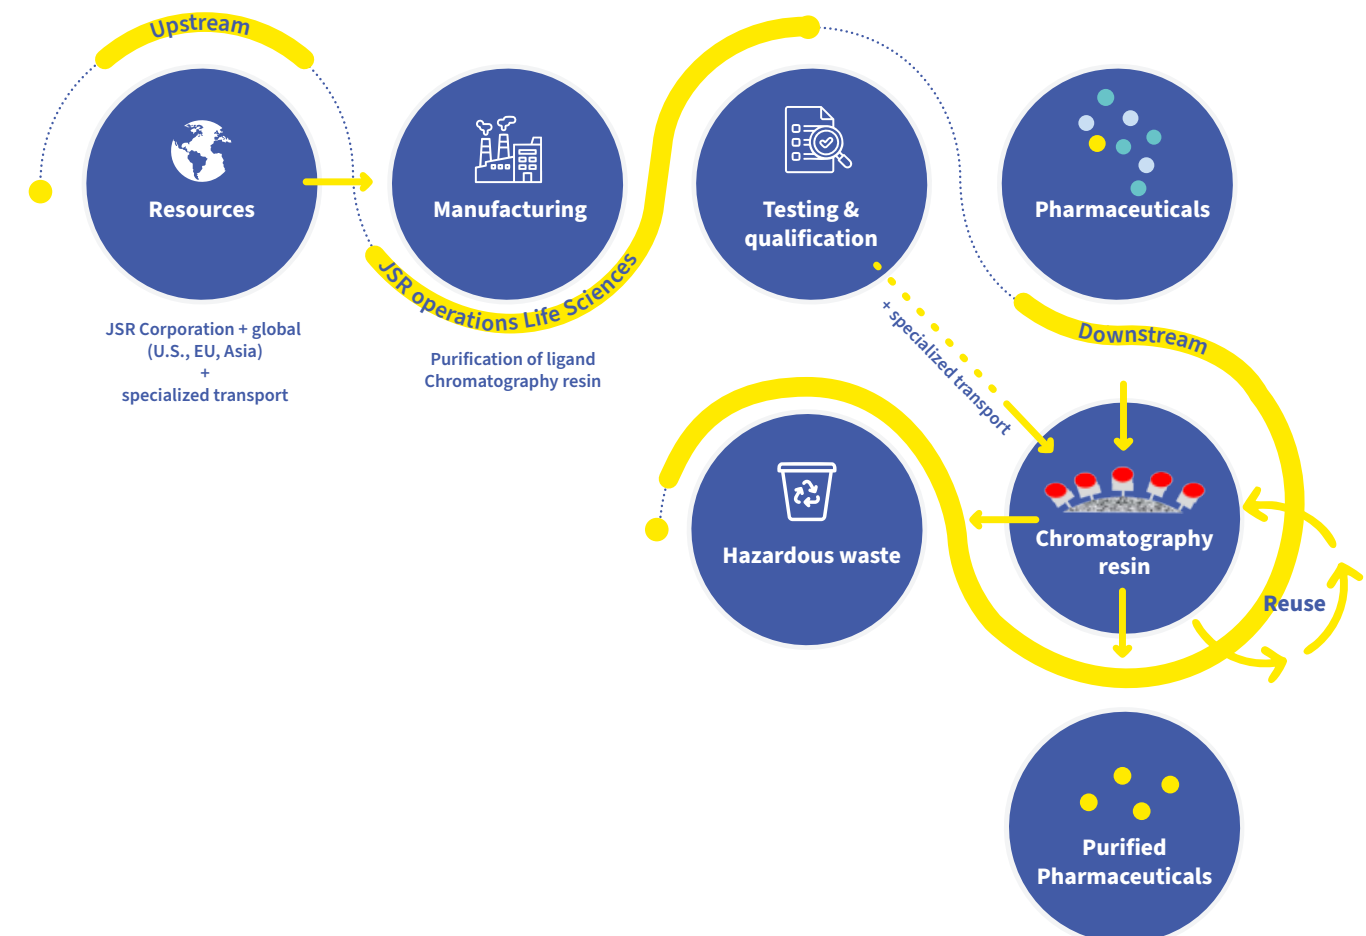 Upstream
Resources
JSR Corporation + global
(U.S., EU, Asia)
+
specialized transport
Manufacturing
JSR operations Life Sciences
Purification of ligand
Chromatography resin
Testing &
qualification
+ specialized transport
Pharmaceuticals
Downstream
Chromatography
resin
Reuse
Hazardous waste
Purified
Pharmaceuticals